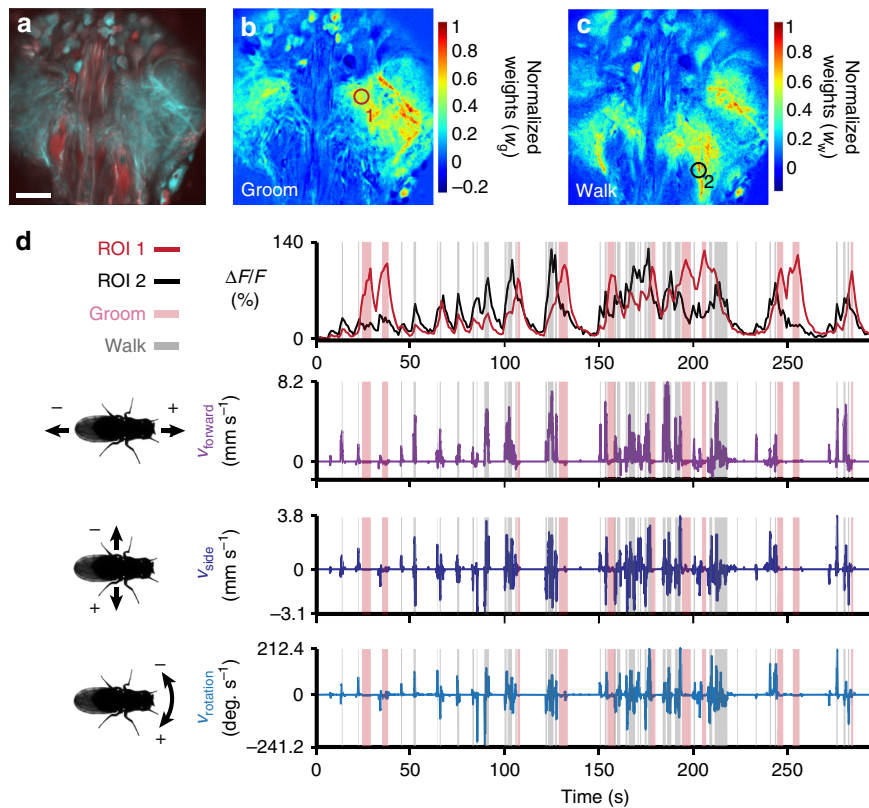 a
b
1
Groom
1
0.8
0.6
0.4
0.2
0
–0.2
Normalized
weights (wg)
c
2
Walk
1
0.8
0.6
0.4
0.2
0
Normalized
weights (ww)
d
ROI 1
ROI 2
Groom
Walk
ΔF/F
(%)
140
0
0 50 100 150 200 250
– +
vforward
(mm s–1)
8.2
0
–
+
vside
(mm s–1)
3.8
0
–3.1
–
+
vrotation
(deg. s–1)
212.4
0
–241.2
0 50 100 150 200 250
Time (s)